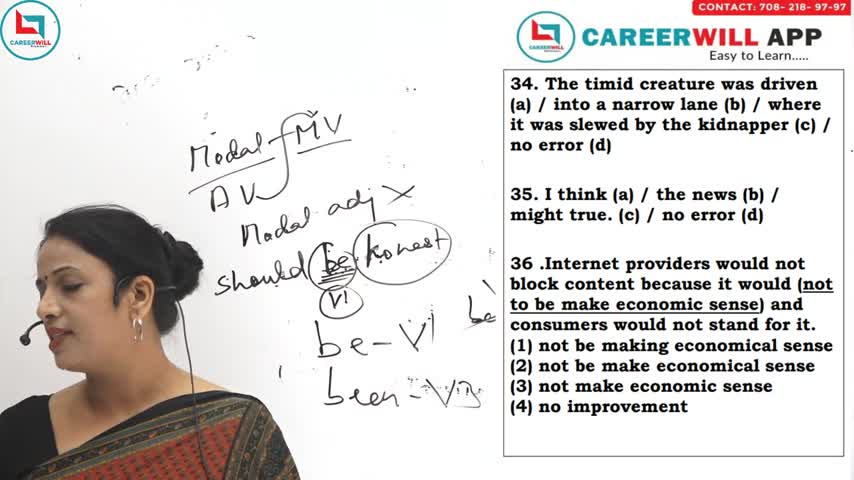 CONTACT: 708- 218- 97-97
CAREERWILL
CAREERWILL APP
Easy to Learn.....
34. The timid creature was driven
(a) / into a narrow lane (b) / where
it was slewed by the kidnapper (c) /
no error (d)
35. I think (a) / the news (b) /
might true. (c) / no error (d)
36 .Internet providers would not
block content because it would (not
to be make economic sense) and
consumers would not stand for it.
(1) not be making economical sense
(2) not be make economical sense
(3) not make economic sense
(4) no improvement
Modal MV
AV
Modal adj X
should be honest
V1
be
be - V1
been - V3